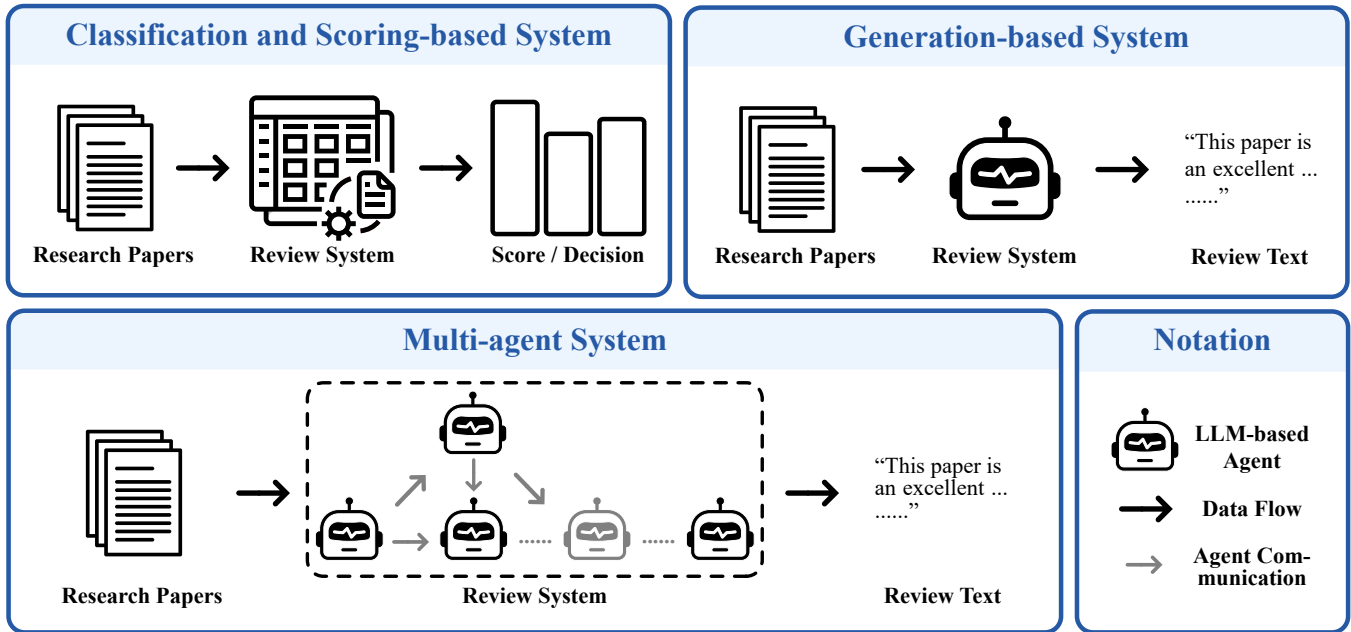 Classification and Scoring-based System
Research Papers
Review System
Score / Decision
Generation-based System
“This paper is
an excellent ...
......”
Research Papers
Review System
Review Text
Multi-agent System
......
......
“This paper is
an excellent ...
......”
Research Papers
Review System
Review Text
Notation
LLM-based
Agent
Data Flow
Agent Com-
munication